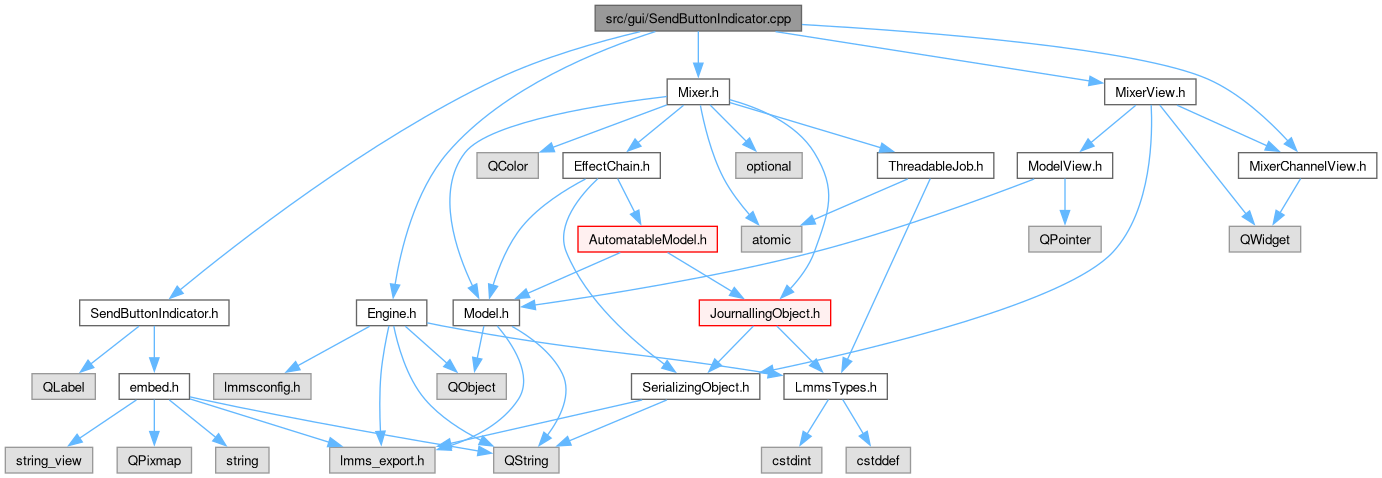 src/gui/SendButtonIndicator.cpp
Mixer.h
MixerView.h
QColor
EffectChain.h
optional
ThreadableJob.h
ModelView.h
MixerChannelView.h
AutomatableModel.h
atomic
QPointer
QWidget
SendButtonIndicator.h
Engine.h
Model.h
JournallingObject.h
QLabel
embed.h
lmmsconfig.h
QObject
SerializingObject.h
LmmsTypes.h
string_view
QPixmap
string
lmms_export.h
QString
cstdint
cstddef